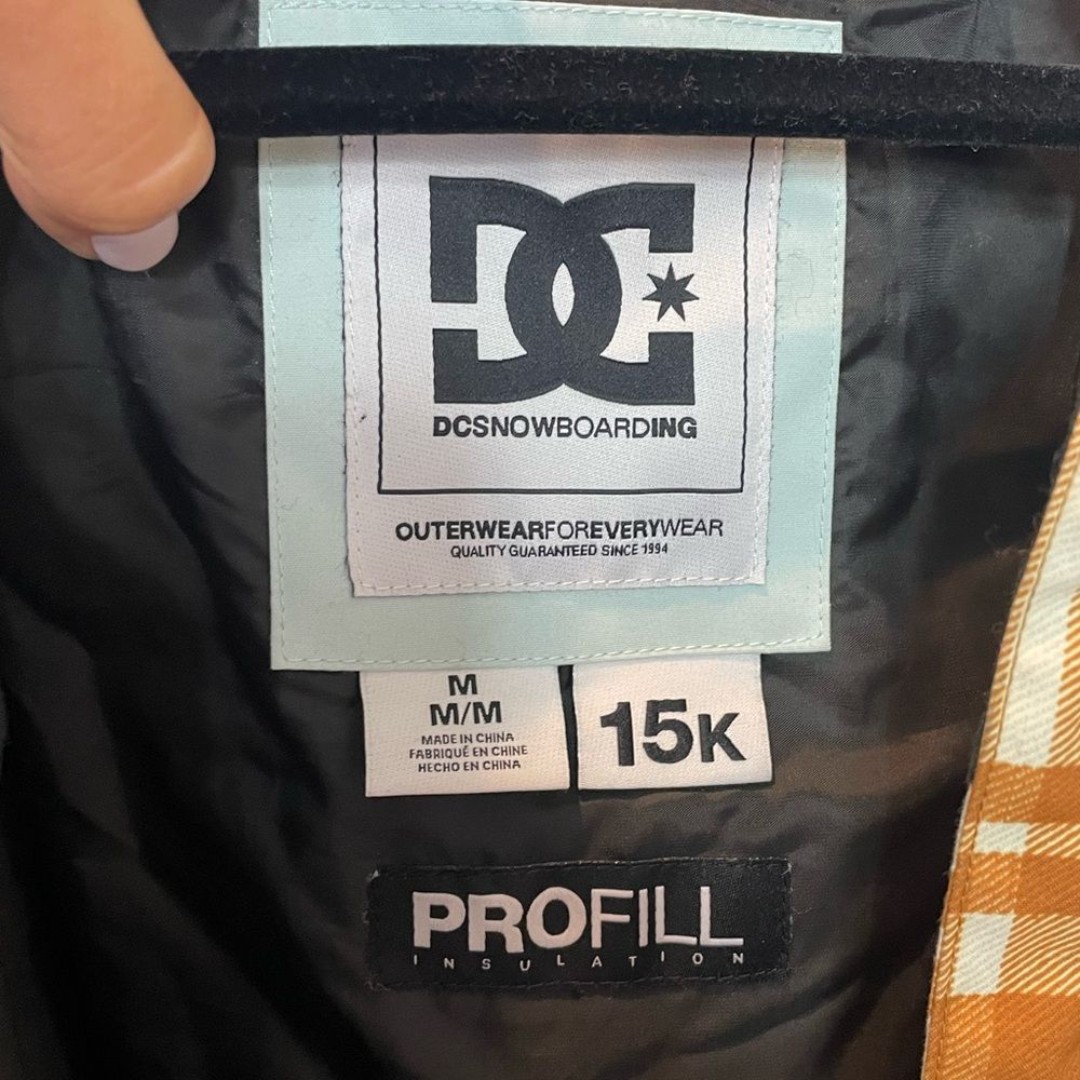 DC
DCSNOWBOARDING
OUTERWEARFOREVERYWEAR
QUALITY GUARANTEED SINCE 1994
M
M/M
MADE IN CHINA
FABRIQUÉ EN CHINE
HECHO EN CHINA
15K
PROFILL
INSULATION